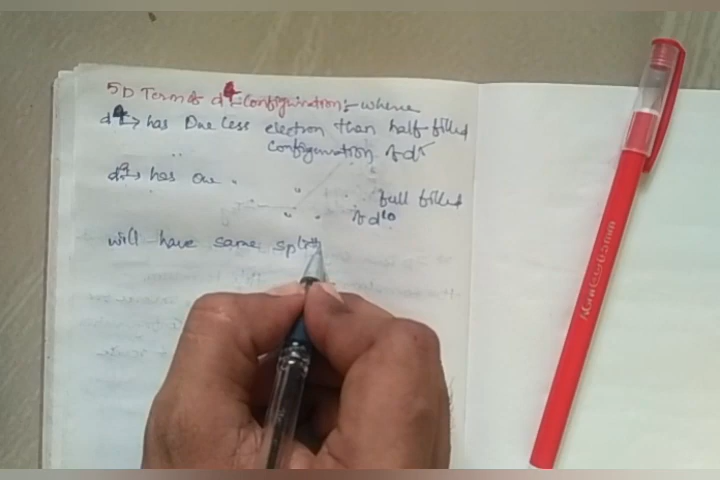 5D Term of d4 Configuration:- where
d4 → has One less electron than half filled
configuration of d5
d9 → has one " " " full filled
" " of d10
will have same splitt